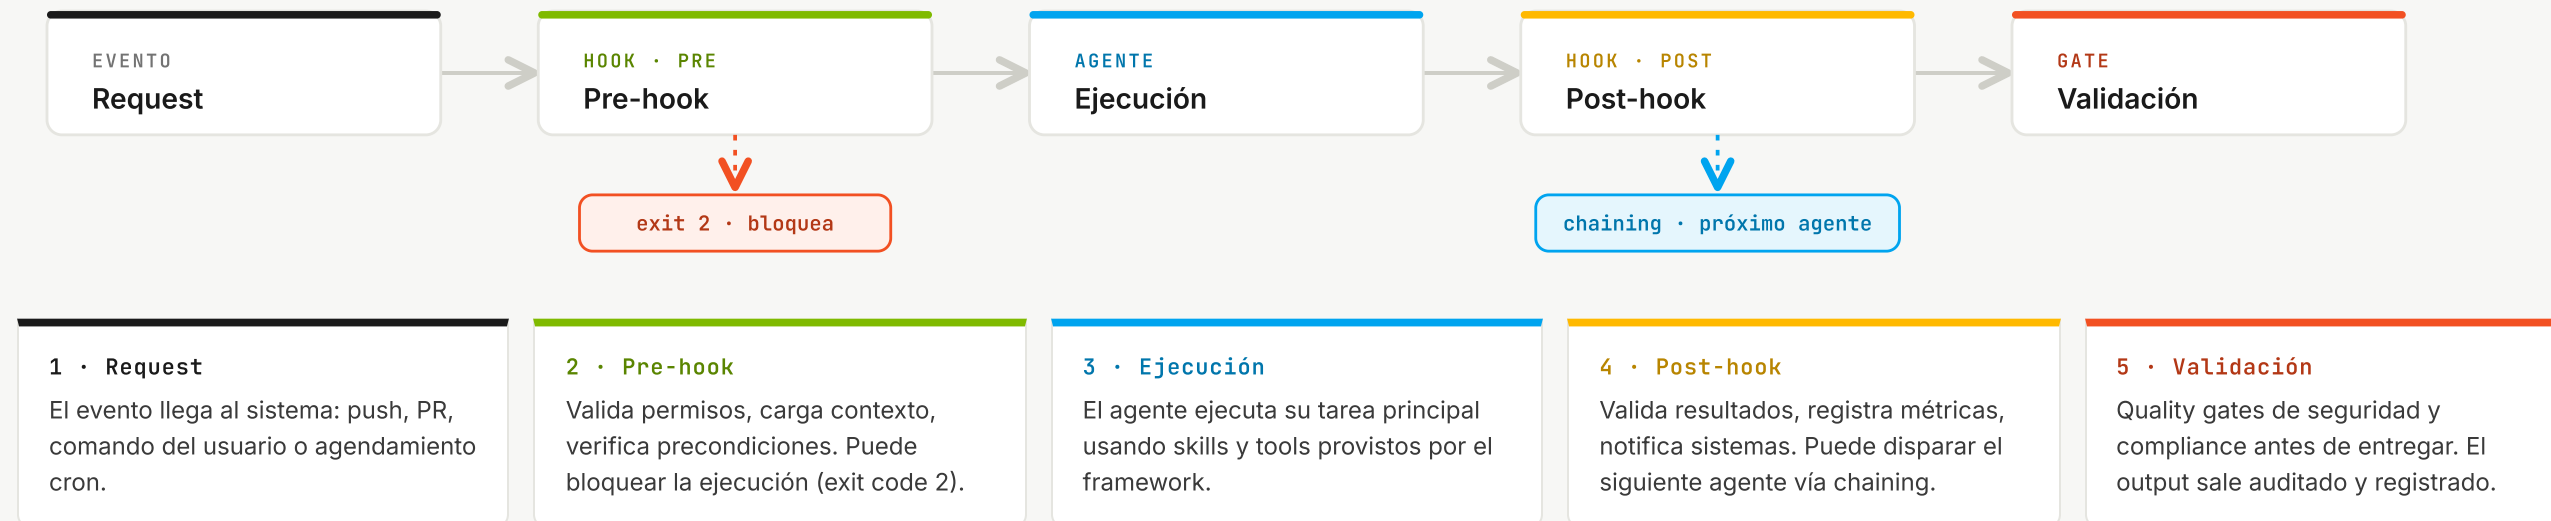 EVENTO
Request
HOOK · PRE
Pre-hook
AGENTE
Ejecución
HOOK · POST
Post-hook
GATE
Validación
exit 2 · bloquea
chaining · próximo agente
1 · Request
El evento llega al sistema: push, PR,
comando del usuario o agendamiento
cron.
2 · Pre-hook
Valida permisos, carga contexto,
verifica precondiciones. Puede
bloquear la ejecución (exit code 2).
3 · Ejecución
El agente ejecuta su tarea principal
usando skills y tools provistos por el
framework.
4 · Post-hook
Valida resultados, registra métricas,
notifica sistemas. Puede disparar el
siguiente agente vía chaining.
5 · Validación
Quality gates de seguridad y
compliance antes de entregar. El
output sale auditado y registrado.